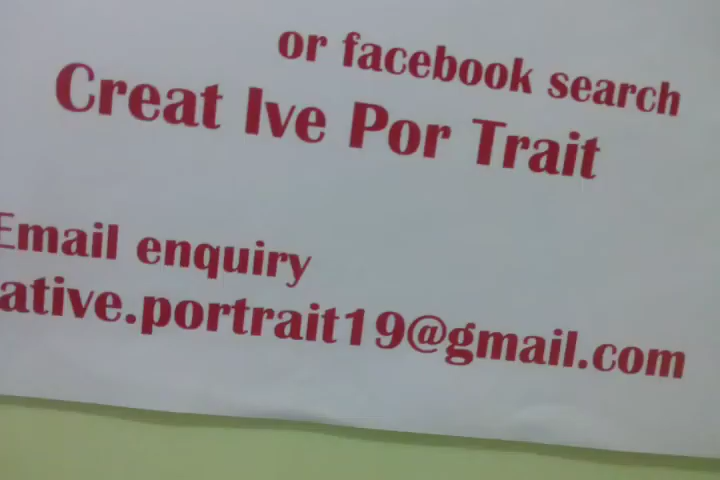 or facebook search
Creat Ive Por Trait
Email enquiry
ative.portrait19@gmail.com